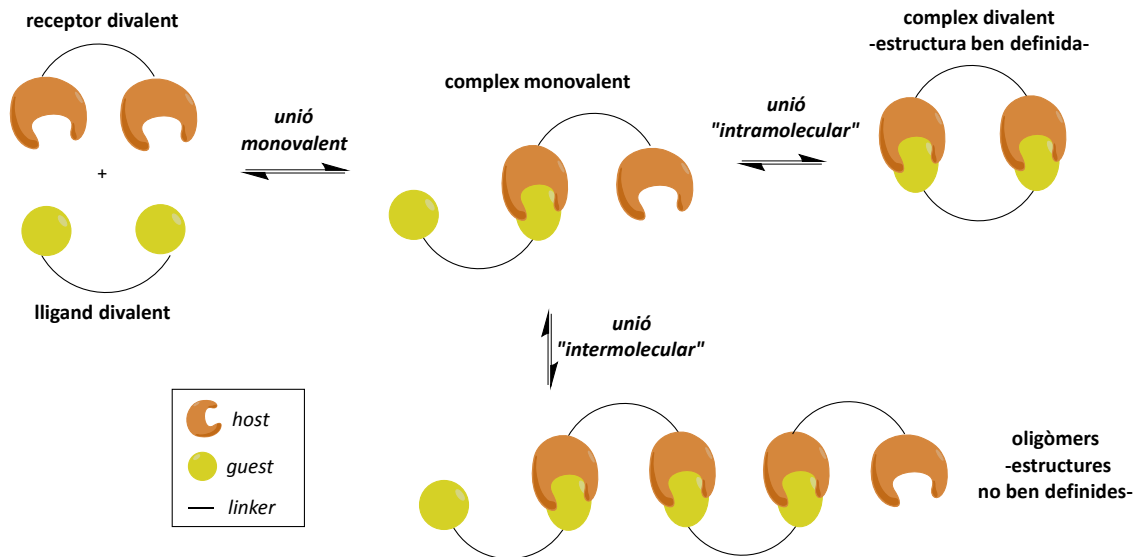 receptor divalent
+
lligand divalent
unió
monovalent
complex monovalent
unió
"intramolecular"
complex divalent
-estructura ben definida-
unió
"intermolecular"
host
guest
linker
oligòmers
-estructures
no ben definides-